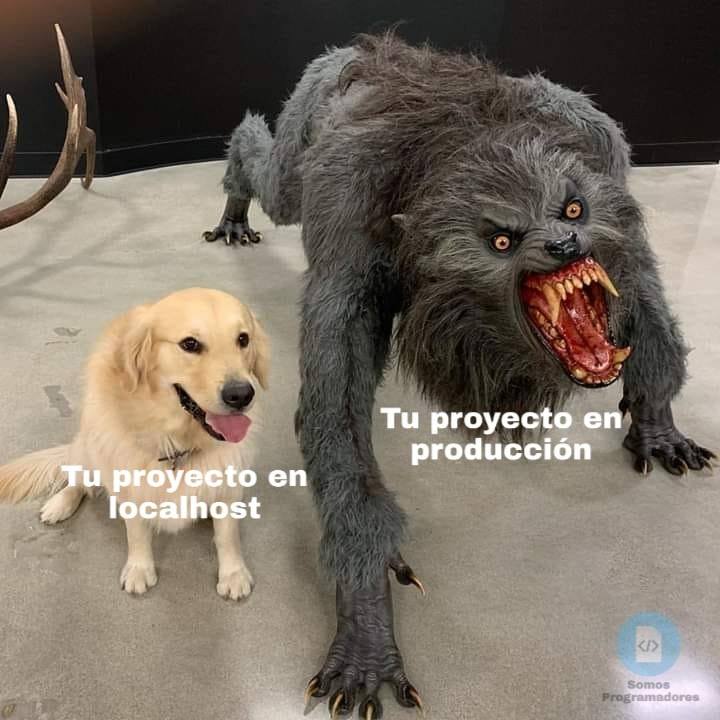 Tu proyecto en
producción
Tu proyecto en
localhost
</>
Somos
Programadores